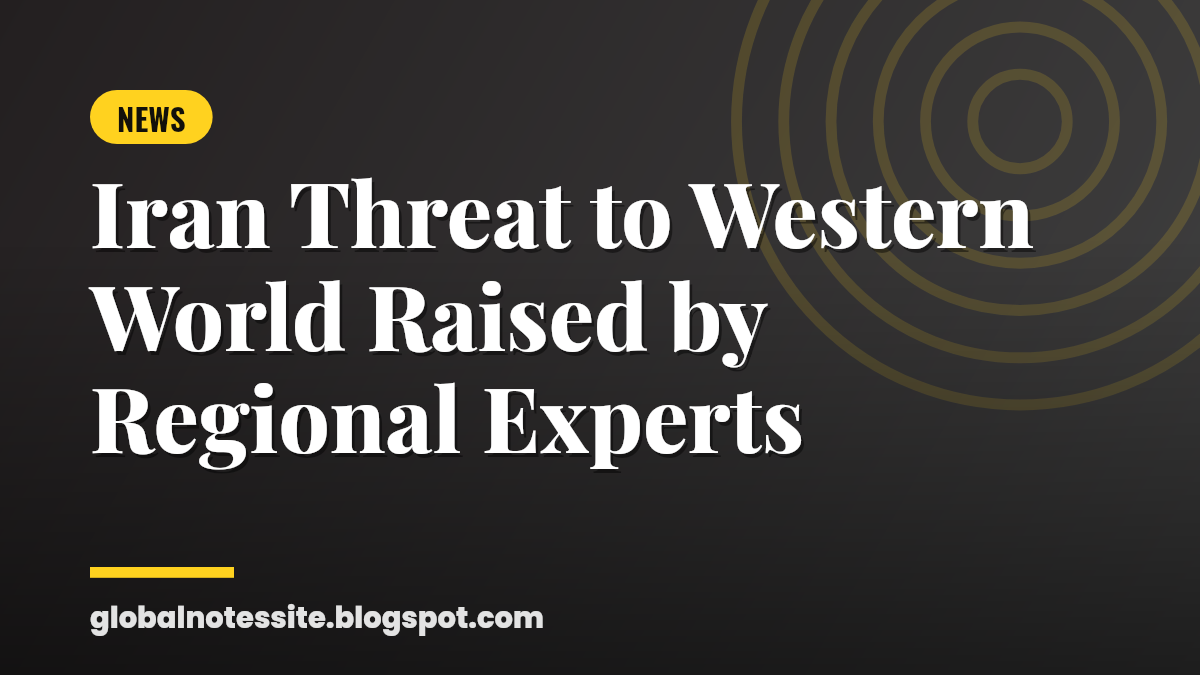 NEWS
Iran Threat to Western
World Raised by
Regional Experts
globalnotessite.blogspot.com